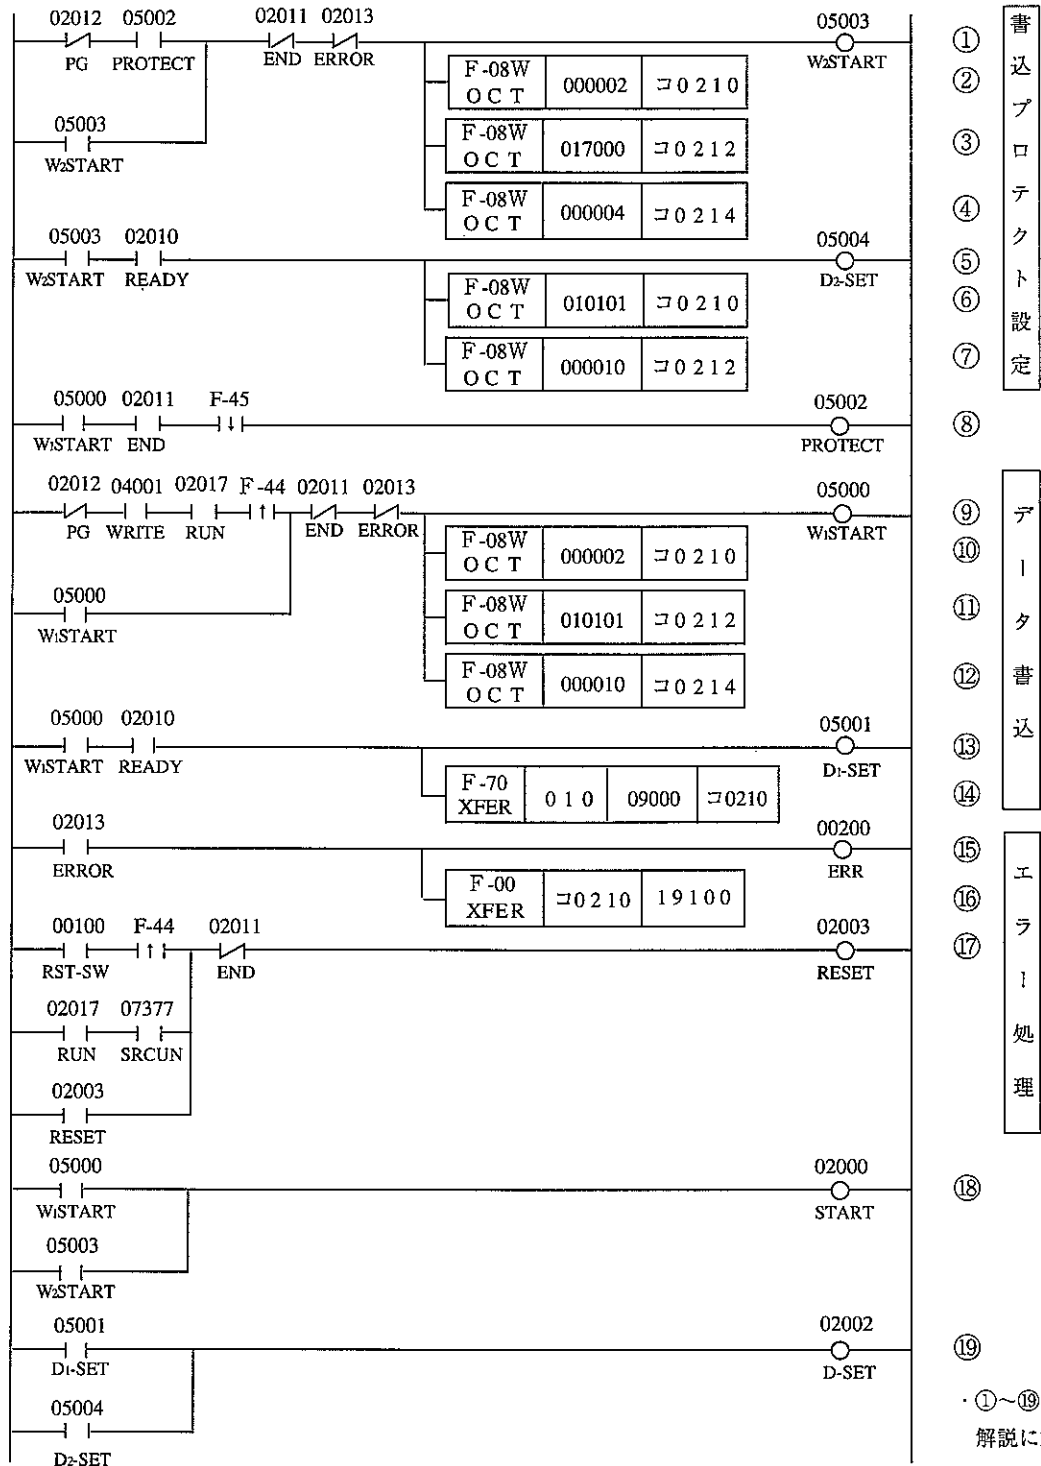 02012 05002 02011 02013 05003
PG PROTECT END ERROR W2START ①
F-08W OCT 000002 コ0210 ②
05003
W2START
F-08W OCT 017000 コ0212 ③
F-08W OCT 000004 コ0214 ④
05003 02010 05004
W2START READY D2-SET ⑤
F-08W OCT 010101 コ0210 ⑥
F-08W OCT 000010 コ0212 ⑦
書込プロテクト設定
05000 02011 F-45 05002
↓
W1START END PROTECT ⑧
02012 04001 02017 F-44 02011 02013 05000
↑
PG WRITE RUN END ERROR W1START ⑨
F-08W OCT 000002 コ0210 ⑩
05000
W1START
F-08W OCT 010101 コ0212 ⑪
F-08W OCT 000010 コ0214 ⑫
05000 02010 05001
W1START READY D1-SET ⑬
F-70 XFER 010 09000 コ0210 ⑭
データ書込
02013 00200
ERROR ERR ⑮
F-00 XFER コ0210 19100 ⑯
00100 F-44 02011 02003
↑
RST-SW END RESET ⑰
02017 07377
RUN SRCUN
02003
RESET
エラー処理
05000 02000
W1START START ⑱
05003
W2START
05001 02002
D1-SET D-SET ⑲
05004
D2-SET
・①～⑲
解説に